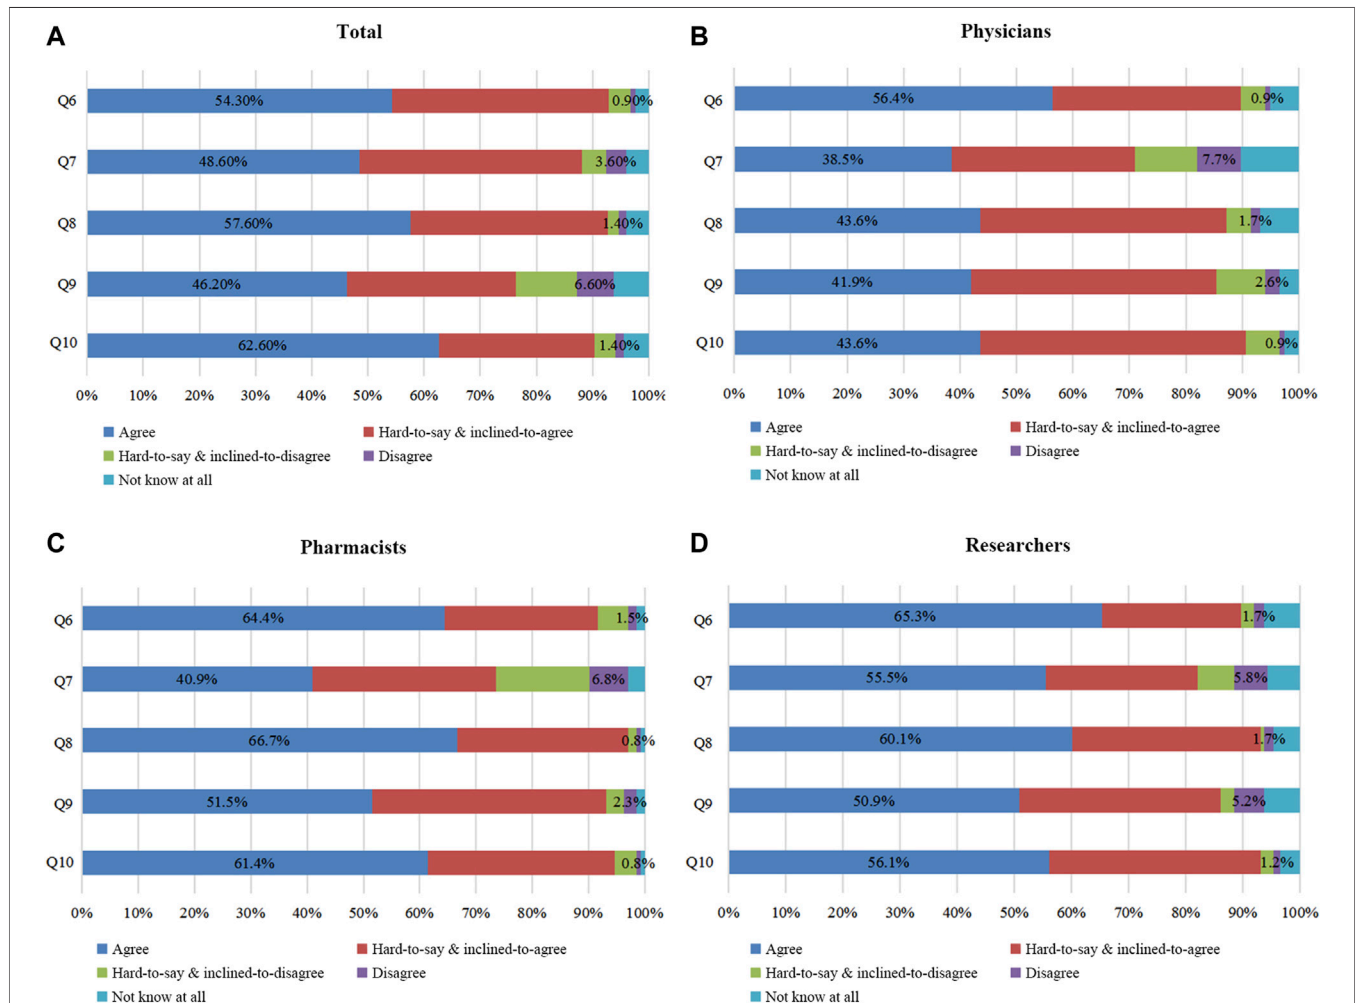 A
Total
Q6 54.30% 0.90%
Q7 48.60% 3.60%
Q8 57.60% 1.40%
Q9 46.20% 6.60%
Q10 62.60% 1.40%
0% 10% 20% 30% 40% 50% 60% 70% 80% 90% 100%
Agree Hard-to-say & inclined-to-agree
Hard-to-say & inclined-to-disagree Disagree
Not know at all
B
Physicians
Q6 56.4% 0.9%
Q7 38.5% 7.7%
Q8 43.6% 1.7%
Q9 41.9% 2.6%
Q10 43.6% 0.9%
0% 10% 20% 30% 40% 50% 60% 70% 80% 90% 100%
Agree Hard-to-say & inclined-to-agree
Hard-to-say & inclined-to-disagree Disagree
Not know at all
C
Pharmacists
Q6 64.4% 1.5%
Q7 40.9% 6.8%
Q8 66.7% 0.8%
Q9 51.5% 2.3%
Q10 61.4% 0.8%
0% 10% 20% 30% 40% 50% 60% 70% 80% 90% 100%
Agree Hard-to-say & inclined-to-agree
Hard-to-say & inclined-to-disagree Disagree
Not know at all
D
Researchers
Q6 65.3% 1.7%
Q7 55.5% 5.8%
Q8 60.1% 1.7%
Q9 50.9% 5.2%
Q10 56.1% 1.2%
0% 10% 20% 30% 40% 50% 60% 70% 80% 90% 100%
Agree Hard-to-say & inclined-to-agree
Hard-to-say & inclined-to-disagree Disagree
Not know at all